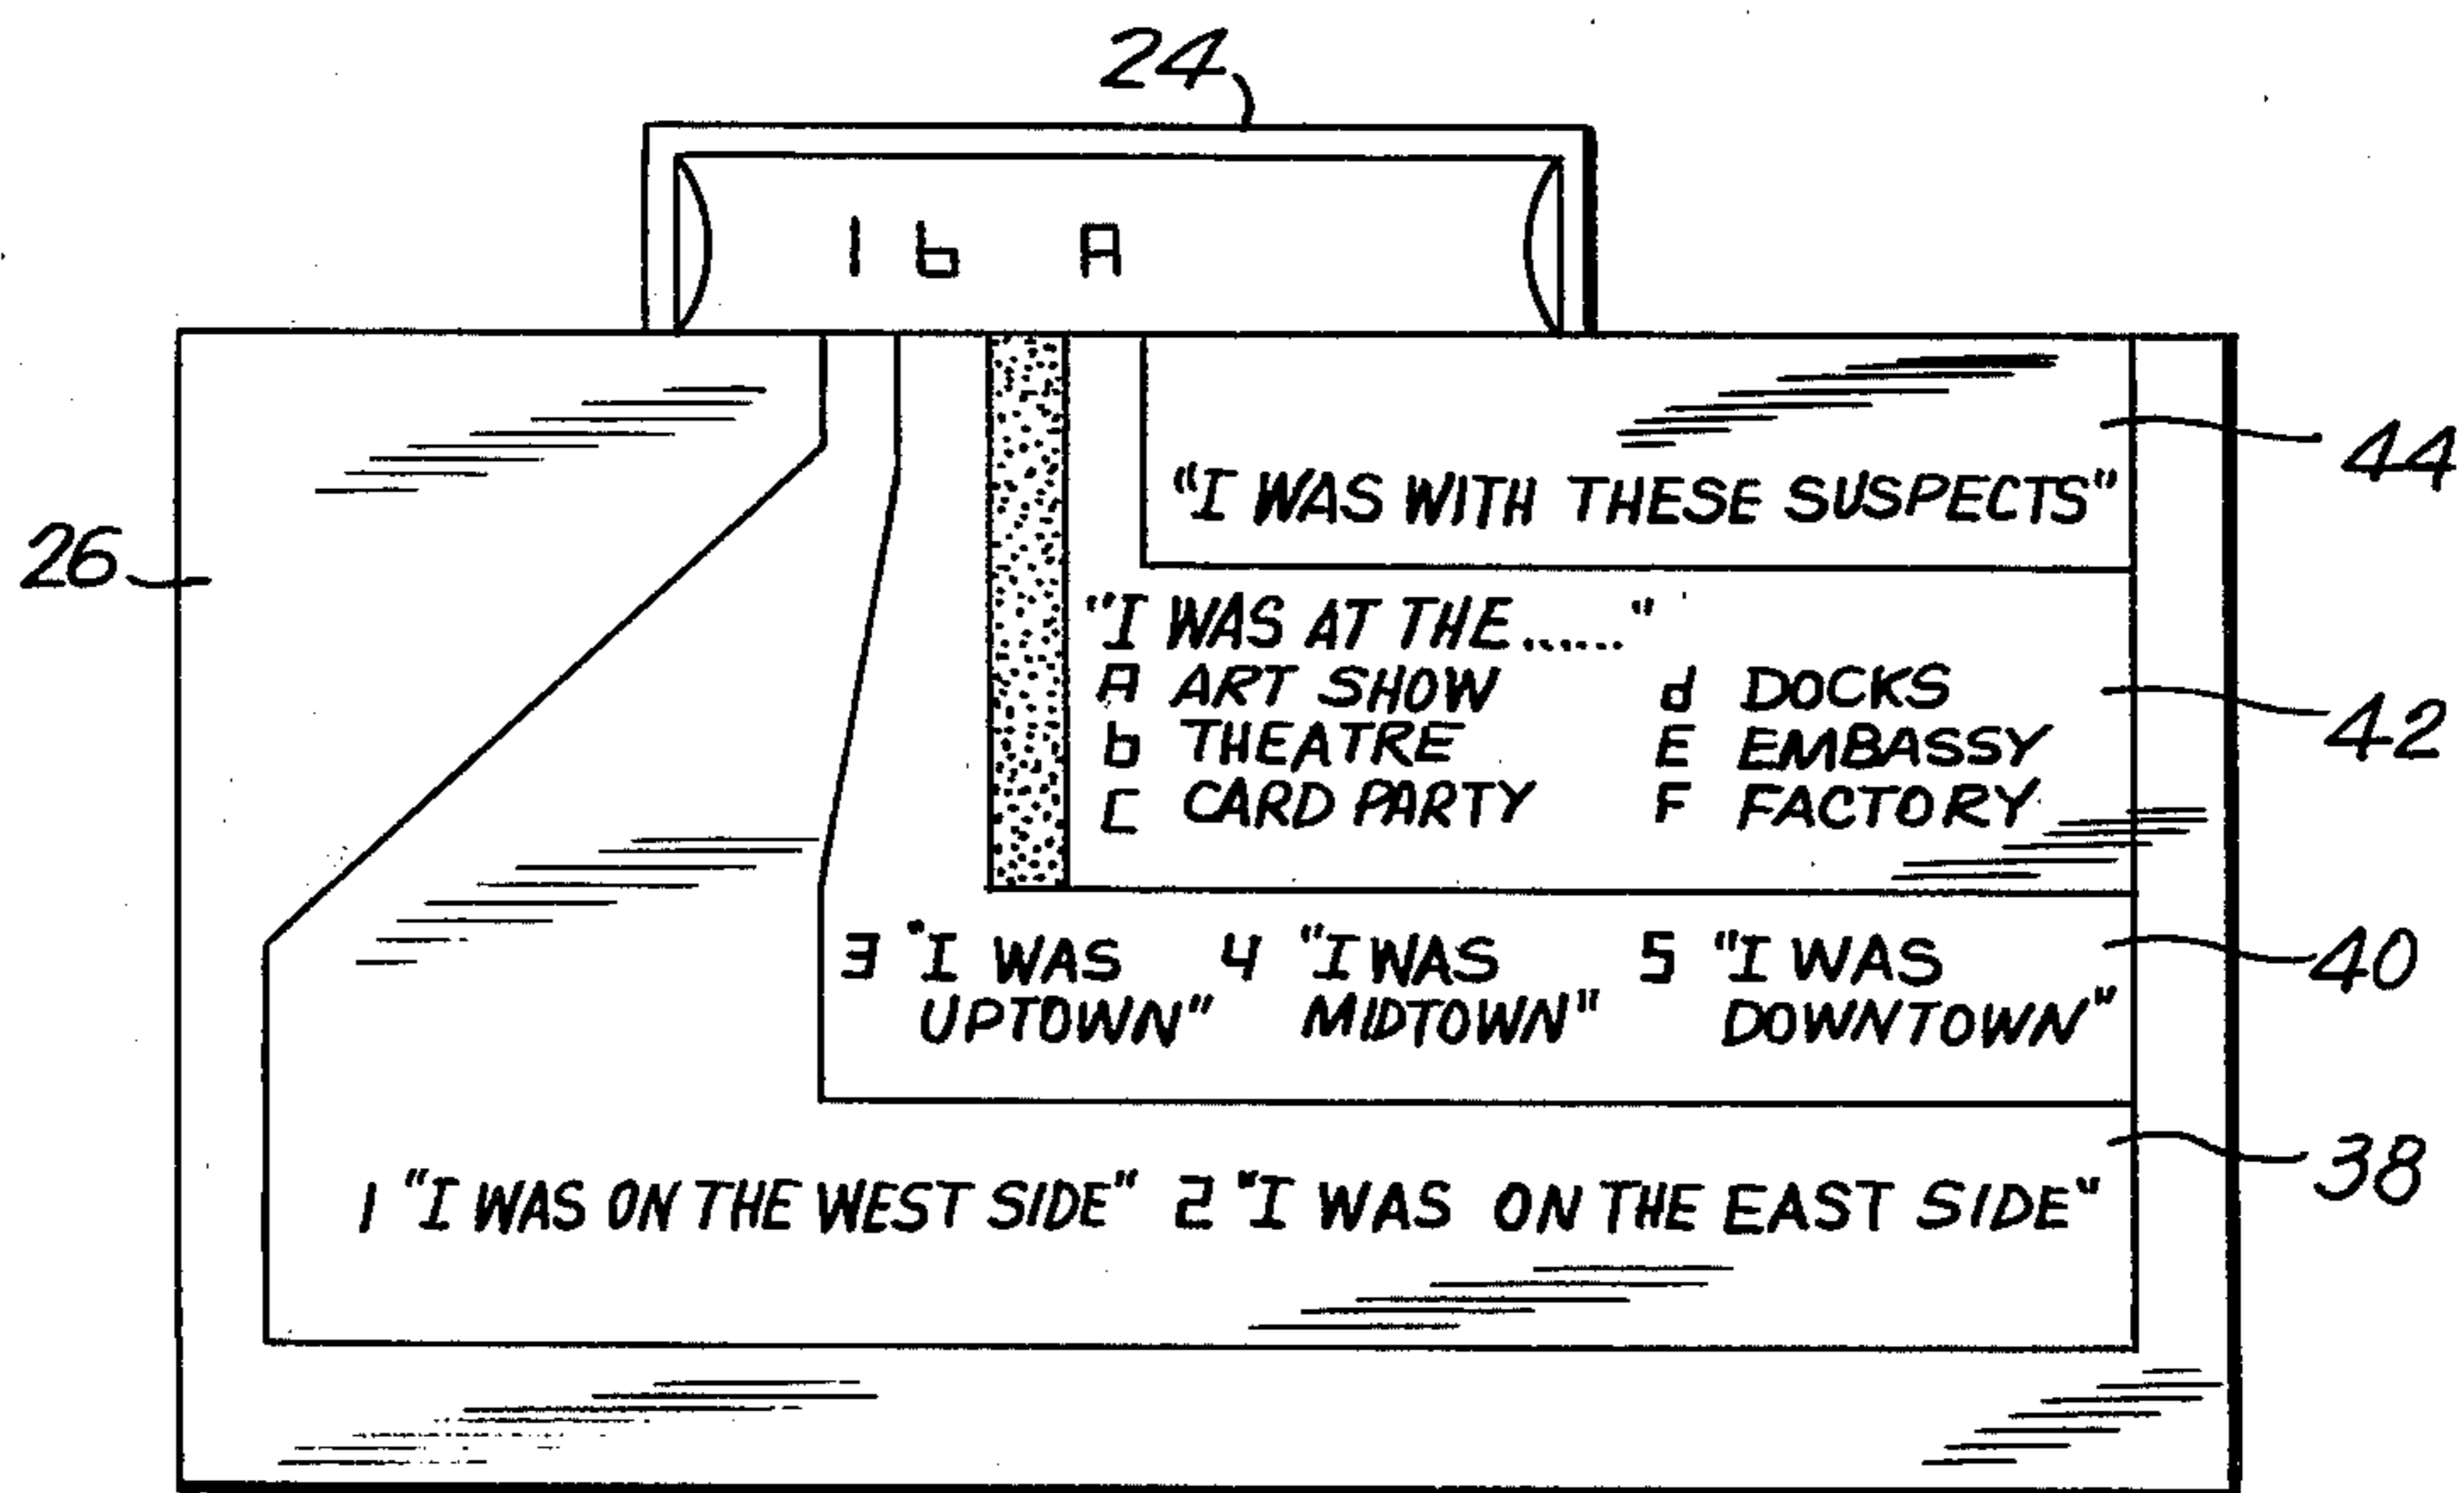 24
1 b A
44
"I WAS WITH THESE SUSPECTS"
26
"I WAS AT THE......"
A ART SHOW d DOCKS
42
b THEATRE E EMBASSY
C CARD PARTY F FACTORY
3 "I WAS 4 "I WAS 5 "I WAS
40
UPTOWN" MIDTOWN" DOWNTOWN"
38
1 "I WAS ON THE WEST SIDE" 2 "I WAS ON THE EAST SIDE"